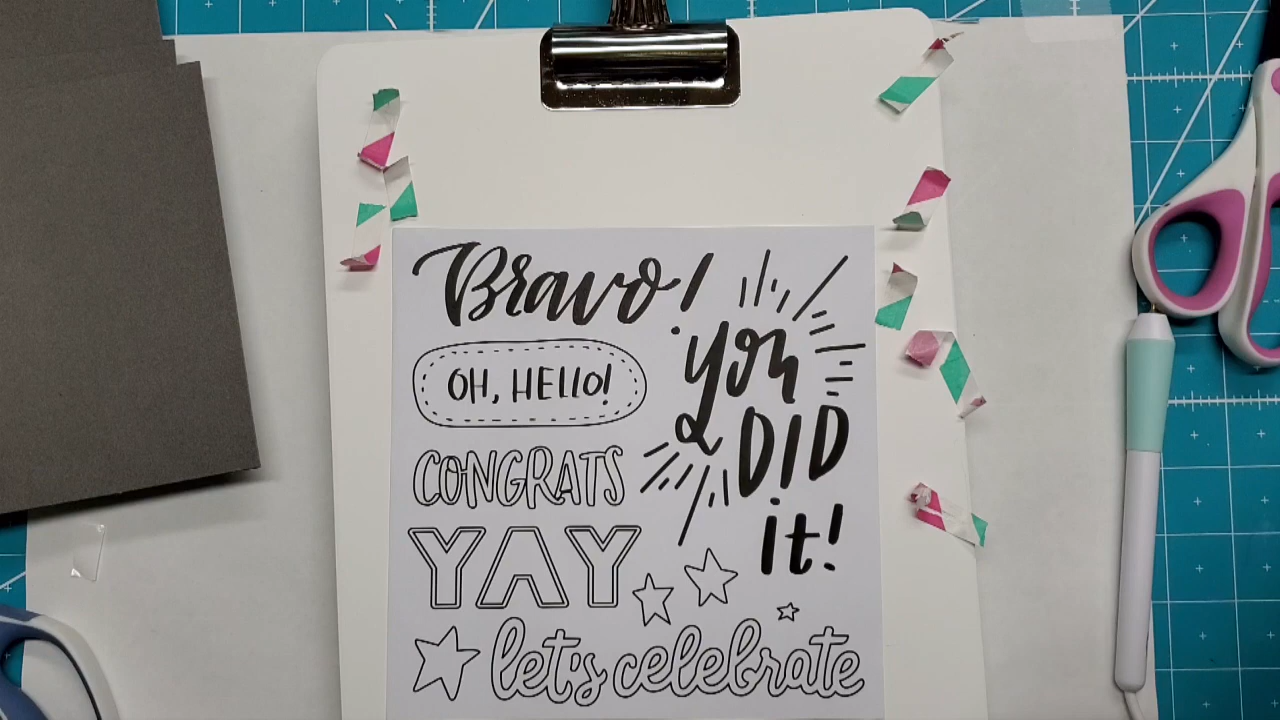 Bravo!
OH, HELLO!
you
DID
it!
CONGRATS
YAY
let's celebrate